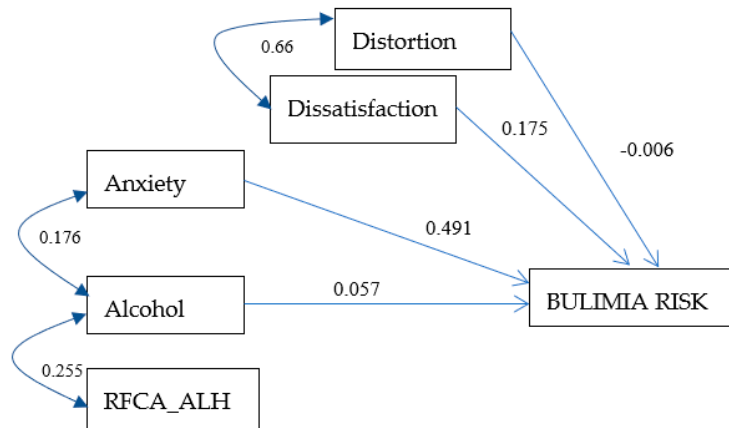 Distortion
0.66
Dissatisfaction
0.175
-0.006
Anxiety
0.491
0.176
0.057
Alcohol
BULIMIA RISK
0.255
RFCA_ALH